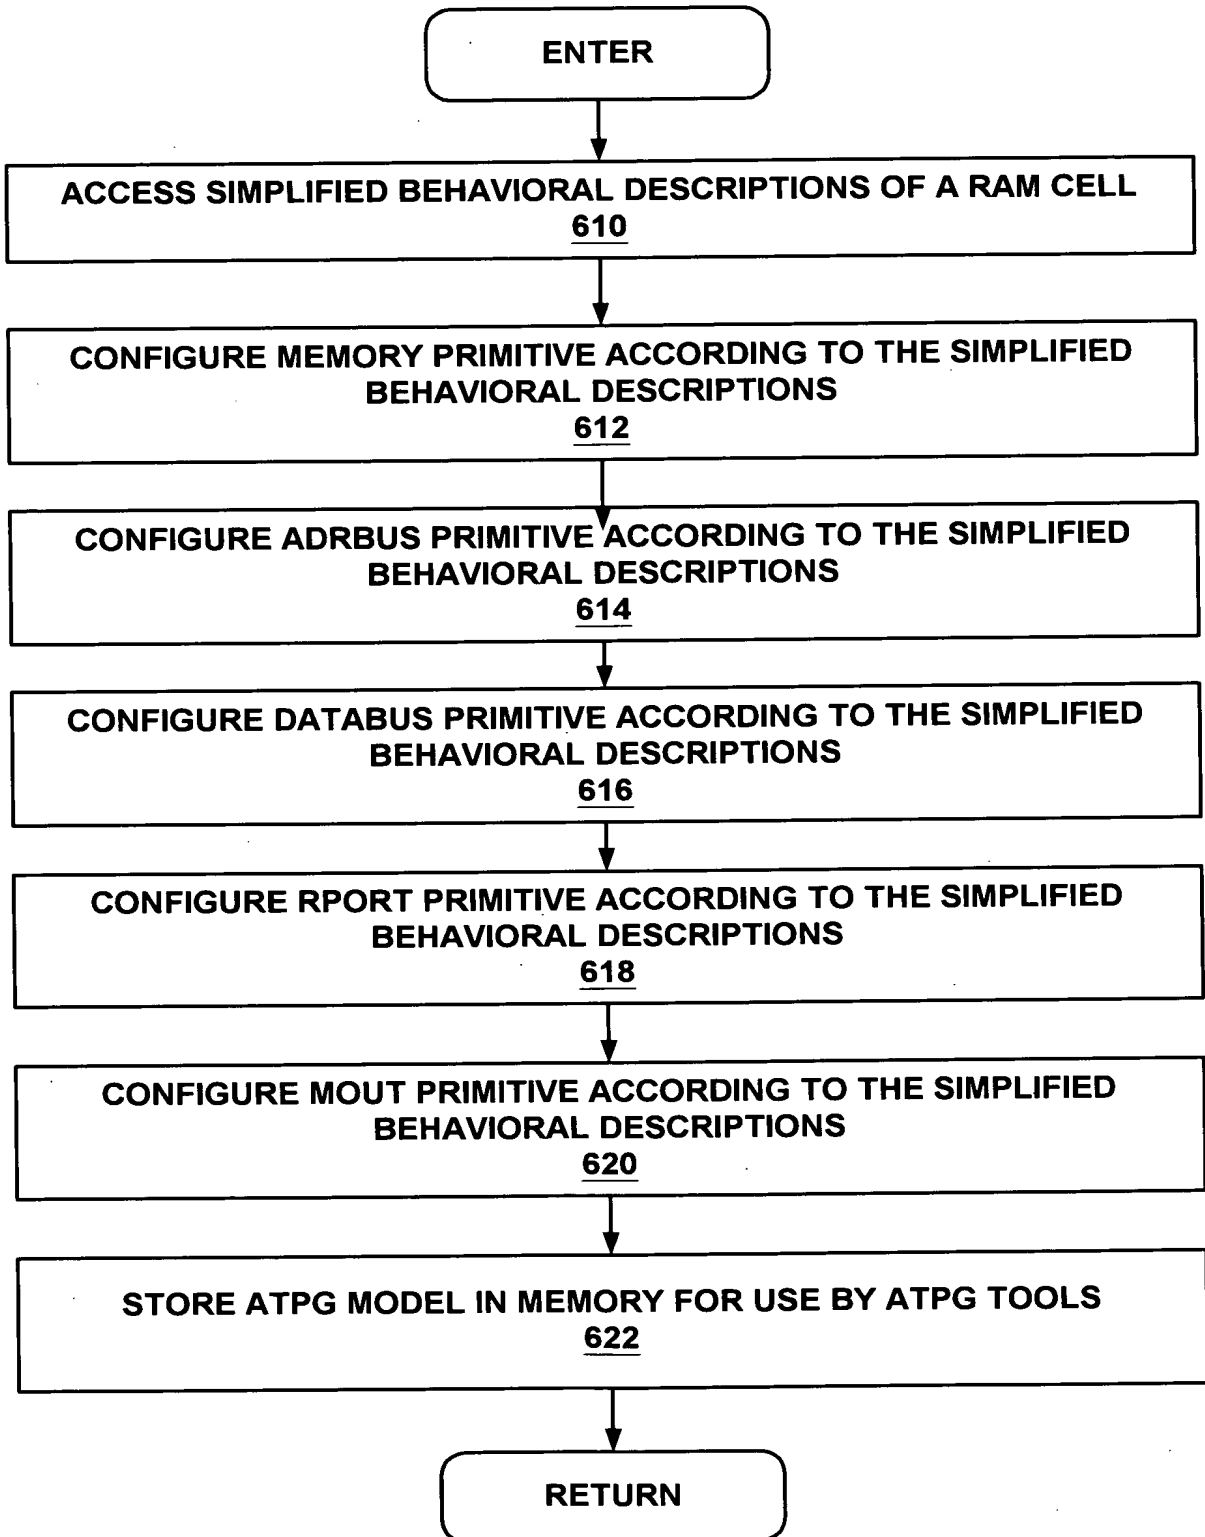 ENTER
ACCESS SIMPLIFIED BEHAVIORAL DESCRIPTIONS OF A RAM CELL
610
CONFIGURE MEMORY PRIMITIVE ACCORDING TO THE SIMPLIFIED
BEHAVIORAL DESCRIPTIONS
612
CONFIGURE ADRBUS PRIMITIVE ACCORDING TO THE SIMPLIFIED
BEHAVIORAL DESCRIPTIONS
614
CONFIGURE DATABUS PRIMITIVE ACCORDING TO THE SIMPLIFIED
BEHAVIORAL DESCRIPTIONS
616
CONFIGURE RPORT PRIMITIVE ACCORDING TO THE SIMPLIFIED
BEHAVIORAL DESCRIPTIONS
618
CONFIGURE MOUT PRIMITIVE ACCORDING TO THE SIMPLIFIED
BEHAVIORAL DESCRIPTIONS
620
STORE ATPG MODEL IN MEMORY FOR USE BY ATPG TOOLS
622
RETURN